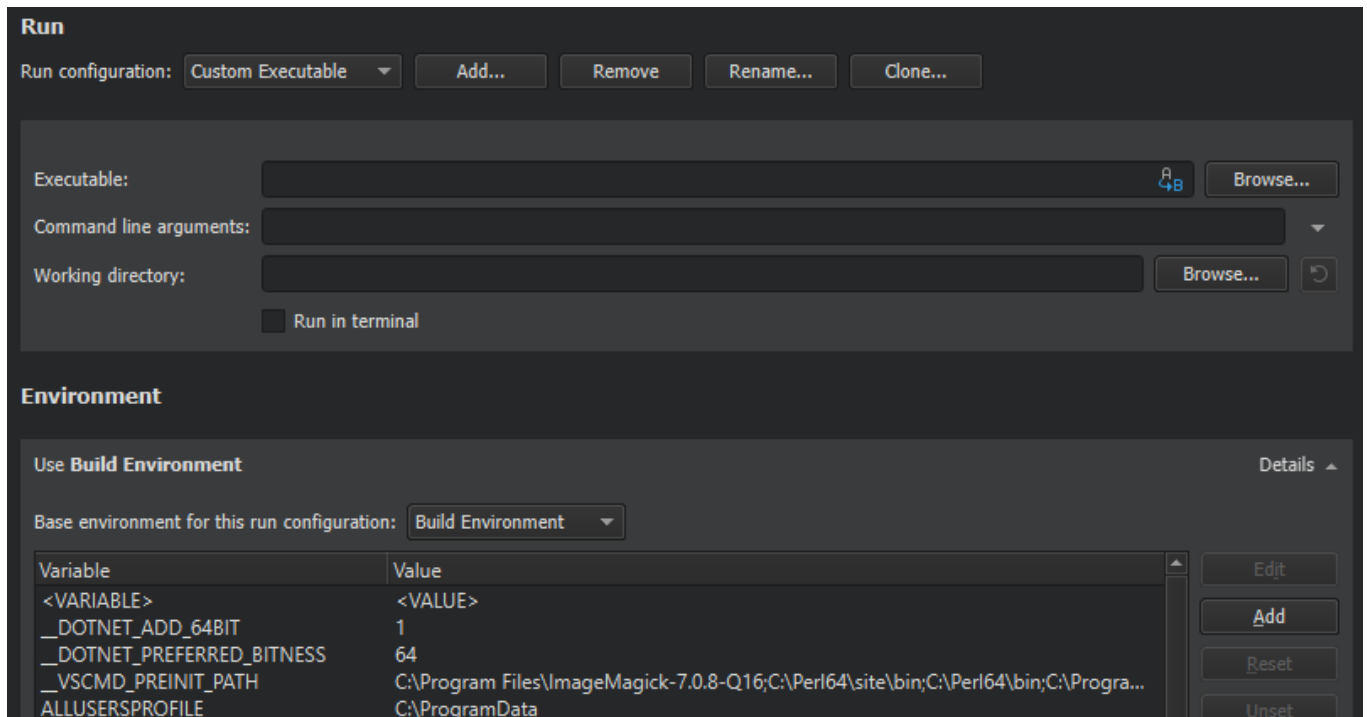 Run
Run configuration: Custom Executable Add... Remove Rename... Clone...
Executable: Browse...
Command line arguments:
Working directory: Browse...
Run in terminal
Environment
Use Build Environment Details
Base environment for this run configuration: Build Environment
Variable Value Edit
<VARIABLE> <VALUE>
__DOTNET_ADD_64BIT 1 Add
__DOTNET_PREFERRED_BITNESS 64 Reset
__VSCMD_PREINIT_PATH C:\Program Files\ImageMagick-7.0.8-Q16;C:\Perl64\site\bin;C:\Perl64\bin;C:\Progra...
ALLUSERSPROFILE C:\ProgramData Unset